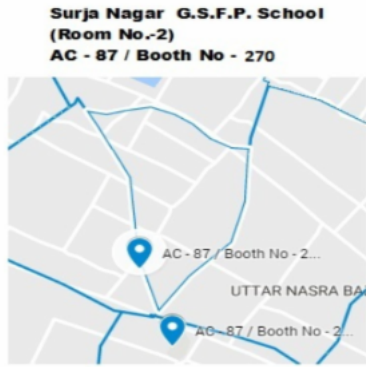 Surja Nagar G.S.F.P. School
(Room No.-2)
AC - 87 / Booth No - 270
AC - 87 / Booth No - 2...
UTTAR NASRA BA
AC - 87 / Booth No - 2...